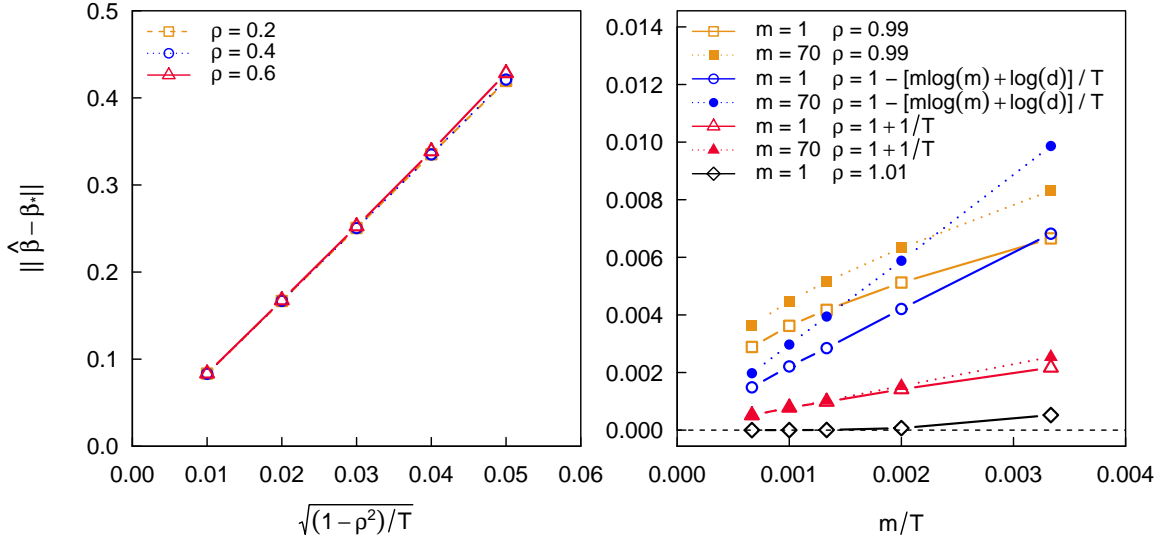 || β̂ − β* ||
0.5
0.4
0.3
0.2
0.1
0.0
ρ = 0.2
ρ = 0.4
ρ = 0.6
0.00 0.01 0.02 0.03 0.04 0.05 0.06
√(1 − ρ²)/T
0.014
0.012
0.010
0.008
0.006
0.004
0.002
0.000
m = 1 ρ = 0.99
m = 70 ρ = 0.99
m = 1 ρ = 1 − [mlog(m) + log(d)] / T
m = 70 ρ = 1 − [mlog(m) + log(d)] / T
m = 1 ρ = 1 + 1/T
m = 70 ρ = 1 + 1/T
m = 1 ρ = 1.01
0.000 0.001 0.002 0.003 0.004
m/T